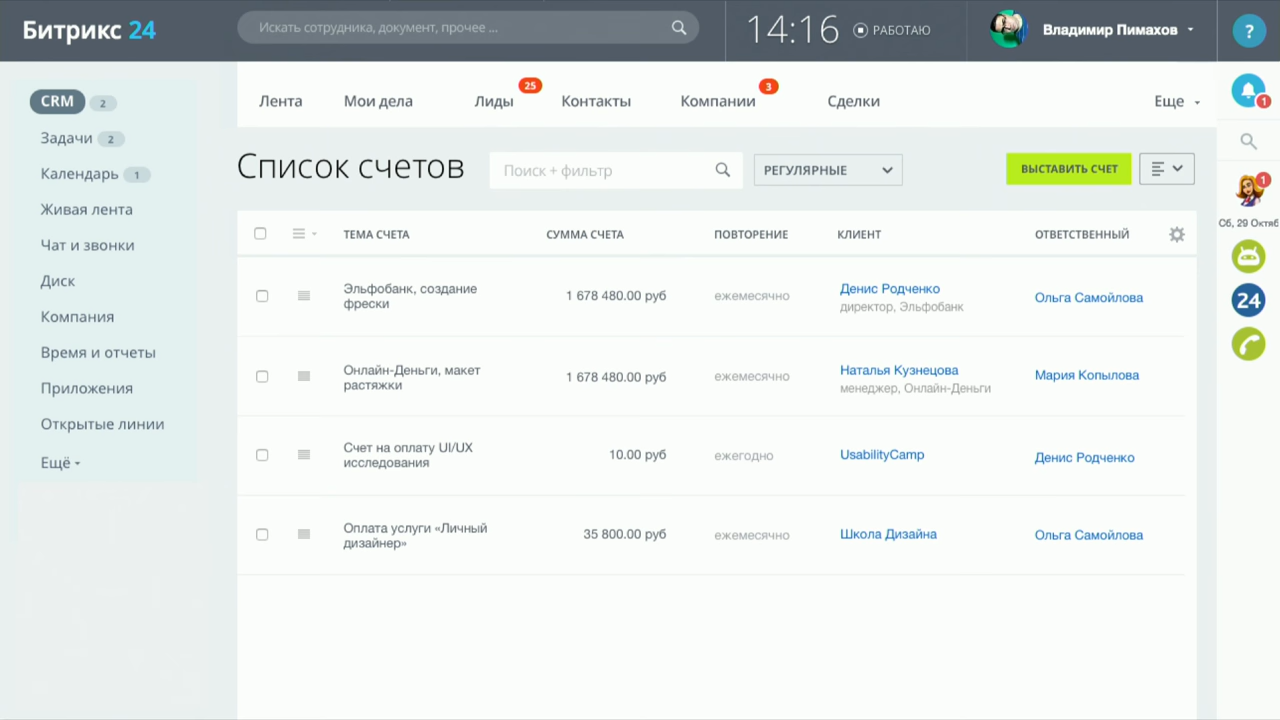 Битрикс 24
Искать сотрудника, документ, прочее ...
14:16
РАБОТАЮ
Владимир Пимахов
?
CRM 2
Задачи 2
Календарь 1
Живая лента
Чат и звонки
Диск
Компания
Время и отчеты
Приложения
Открытые линии
Ещё
Лента
Мои дела
Лиды 25
Контакты
Компании 3
Сделки
Еще
Список счетов
Поиск + фильтр
РЕГУЛЯРНЫЕ
ВЫСТАВИТЬ СЧЕТ
ТЕМА СЧЕТА
СУММА СЧЕТА
ПОВТОРЕНИЕ
КЛИЕНТ
ОТВЕТСТВЕННЫЙ
Эльфобанк, создание
фрески
1 678 480.00 руб
ежемесячно
Денис Родченко
директор, Эльфобанк
Ольга Самойлова
Онлайн-Деньги, макет
растяжки
1 678 480.00 руб
ежемесячно
Наталья Кузнецова
менеджер, Онлайн-Деньги
Мария Копылова
Счет на оплату UI/UX
исследования
10.00 руб
ежегодно
UsabilityCamp
Денис Родченко
Оплата услуги «Личный
дизайнер»
35 800.00 руб
ежемесячно
Школа Дизайна
Ольга Самойлова
1
1
Сб, 29 Октяб
24